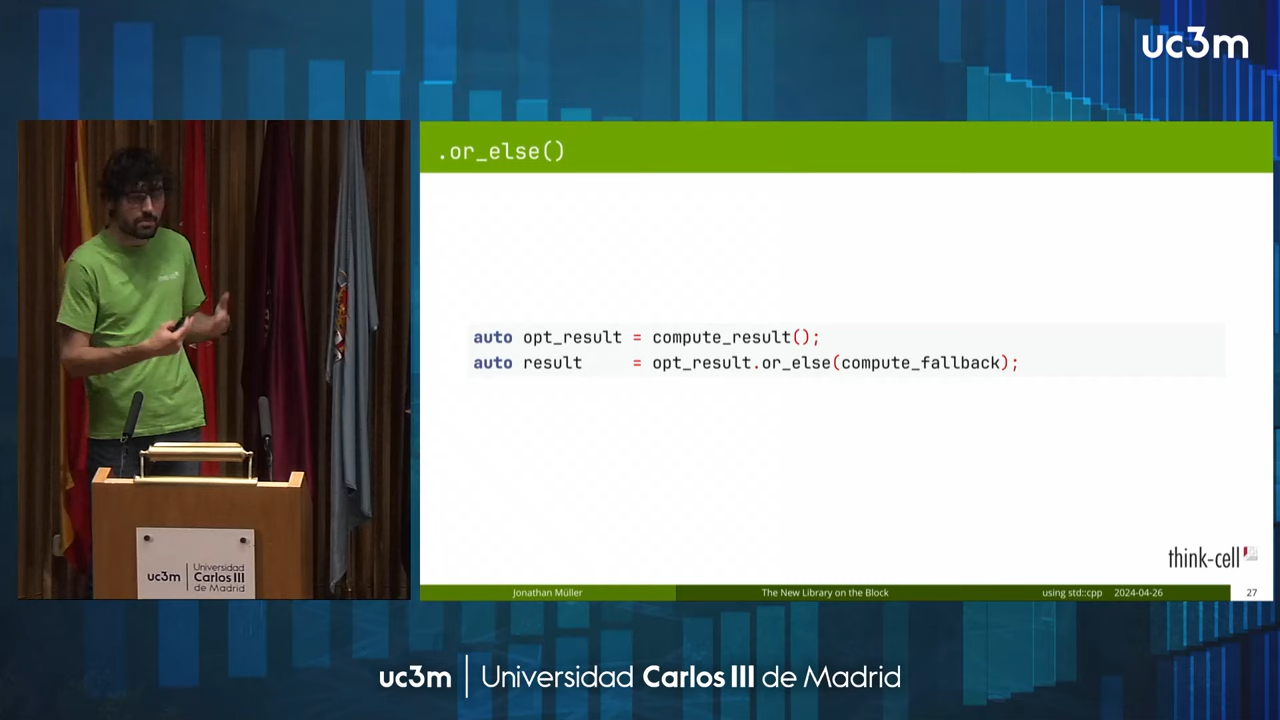 uc3m
.or_else()
auto opt_result = compute_result();
auto result = opt_result.or_else(compute_fallback);
think-cell
Jonathan Müller The New Library on the Block using std::cpp 2024-04-26 27
uc3m Universidad Carlos III de Madrid
uc3m Universidad Carlos III de Madrid